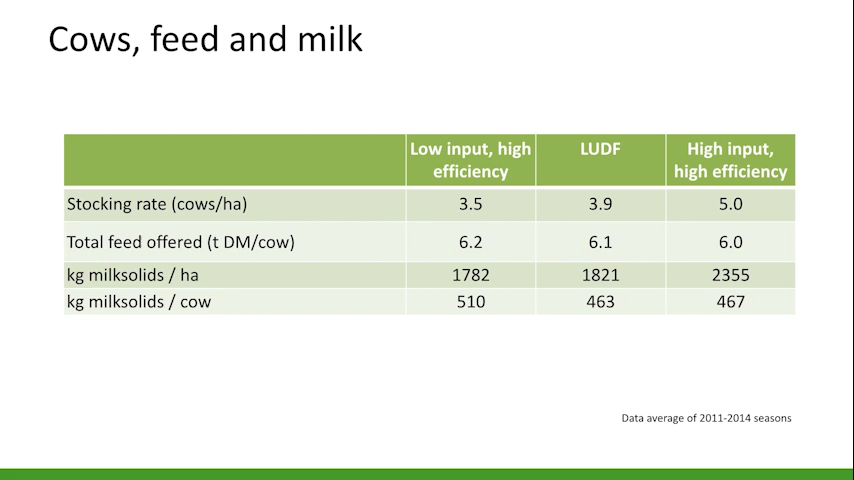 Cows, feed and milk
Low input, high efficiency LUDF High input, high efficiency
Stocking rate (cows/ha) 3.5 3.9 5.0
Total feed offered (t DM/cow) 6.2 6.1 6.0
kg milksolids / ha 1782 1821 2355
kg milksolids / cow 510 463 467
Data average of 2011-2014 seasons